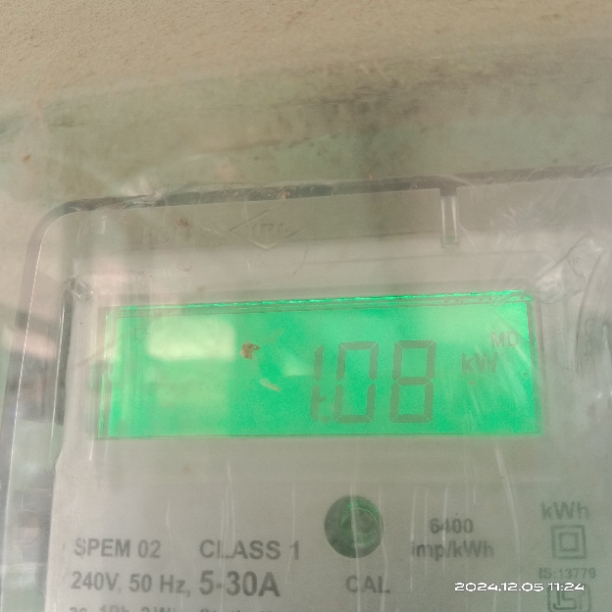 MD
1.08 kW
6400
imp/kWh
kWh
SPEM 02 CLASS 1
240V, 50 Hz, 5-30A
CAL
IS:13779
2024.12.05 11:24